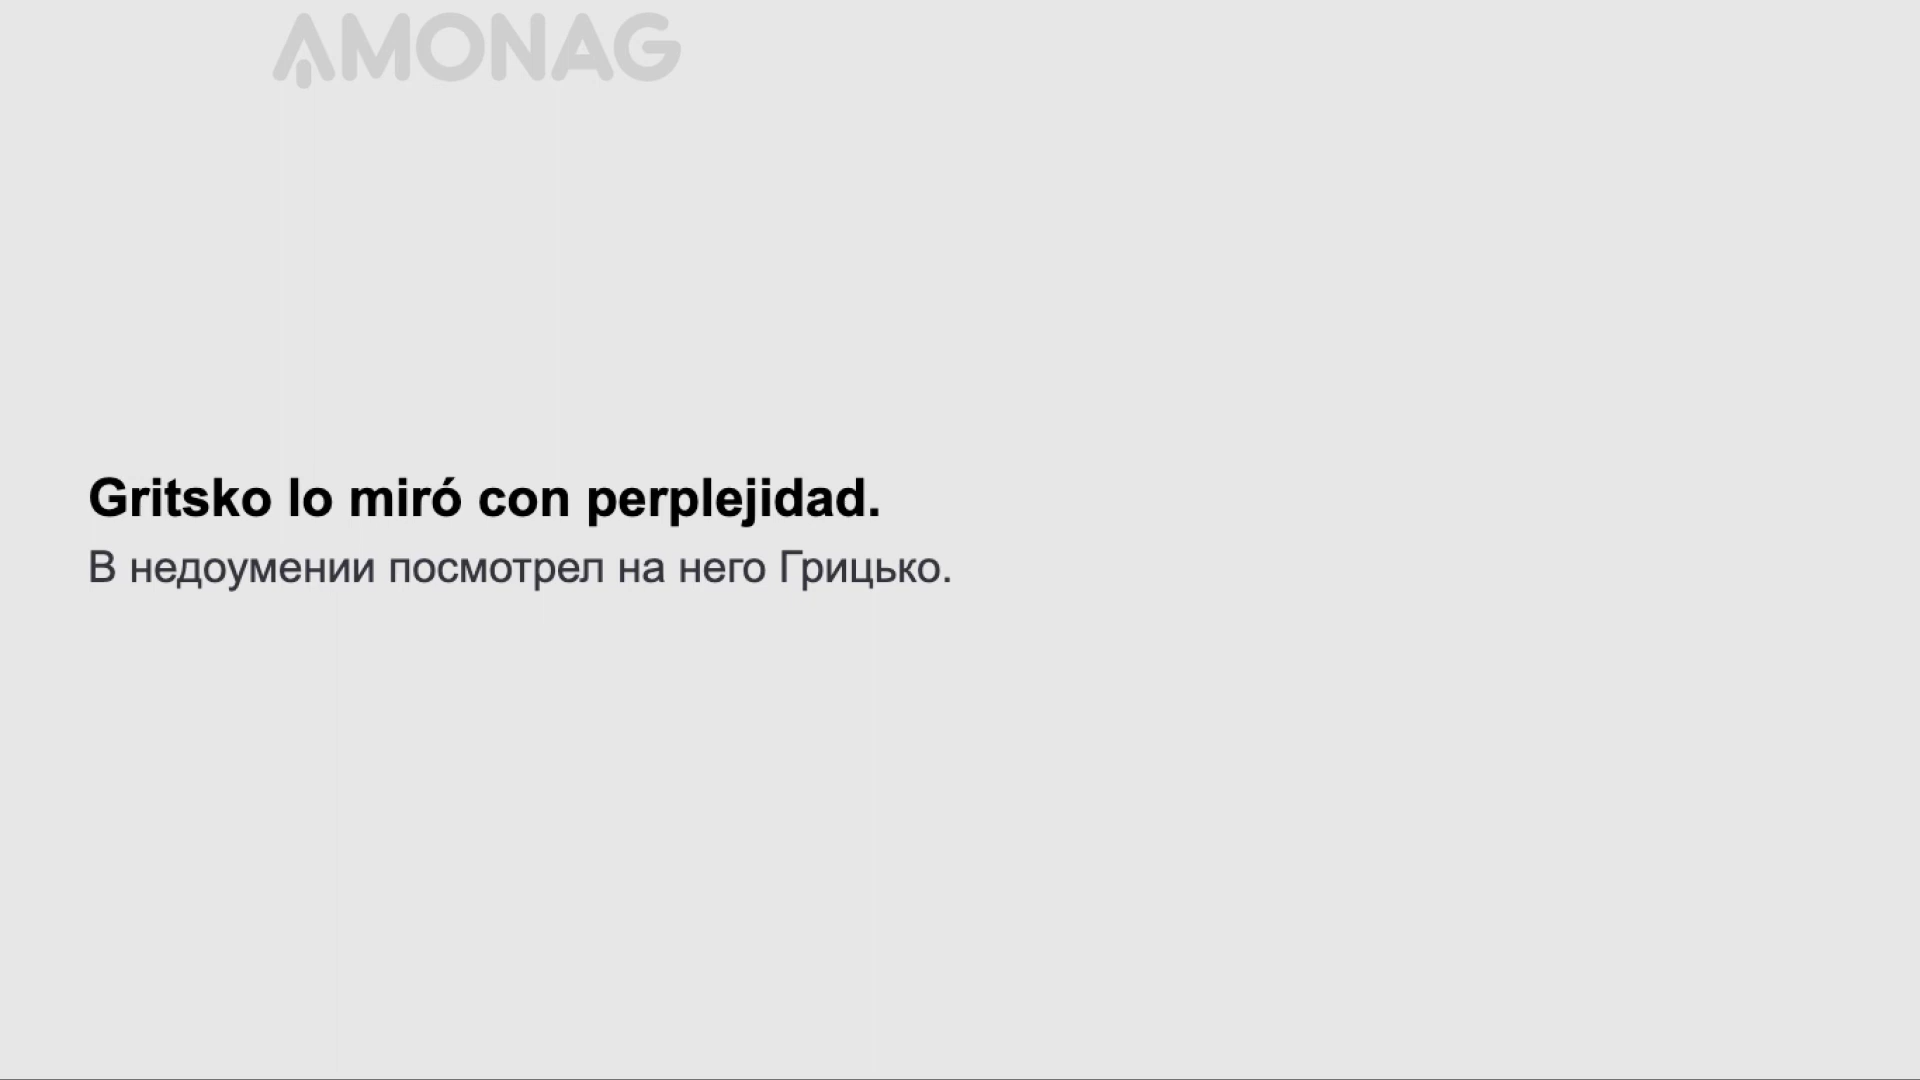 AMONAG
Gritsko lo miró con perplejidad.
В недоумении посмотрел на него Грицько.